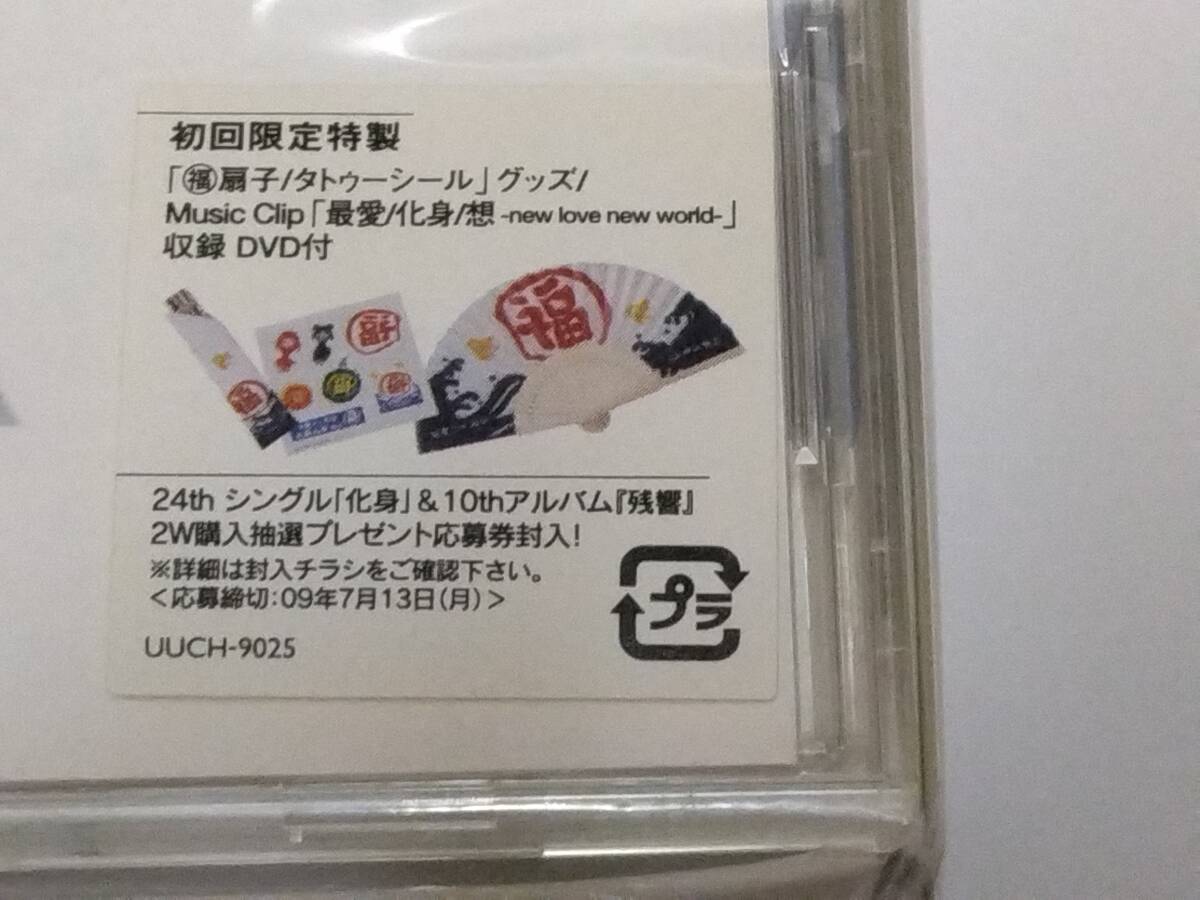 初回限定特製
「㊙扇子/タトゥーシール」グッズ/
Music Clip「最愛/化身/想 -new love new world-」
収録 DVD付
福
福
福
24th シングル「化身」&10thアルバム『残響』
2W購入抽選プレゼント応募券封入!
※詳細は封入チラシをご確認下さい。
<応募締切:09年7月13日(月)>
プラ
UUCH-9025